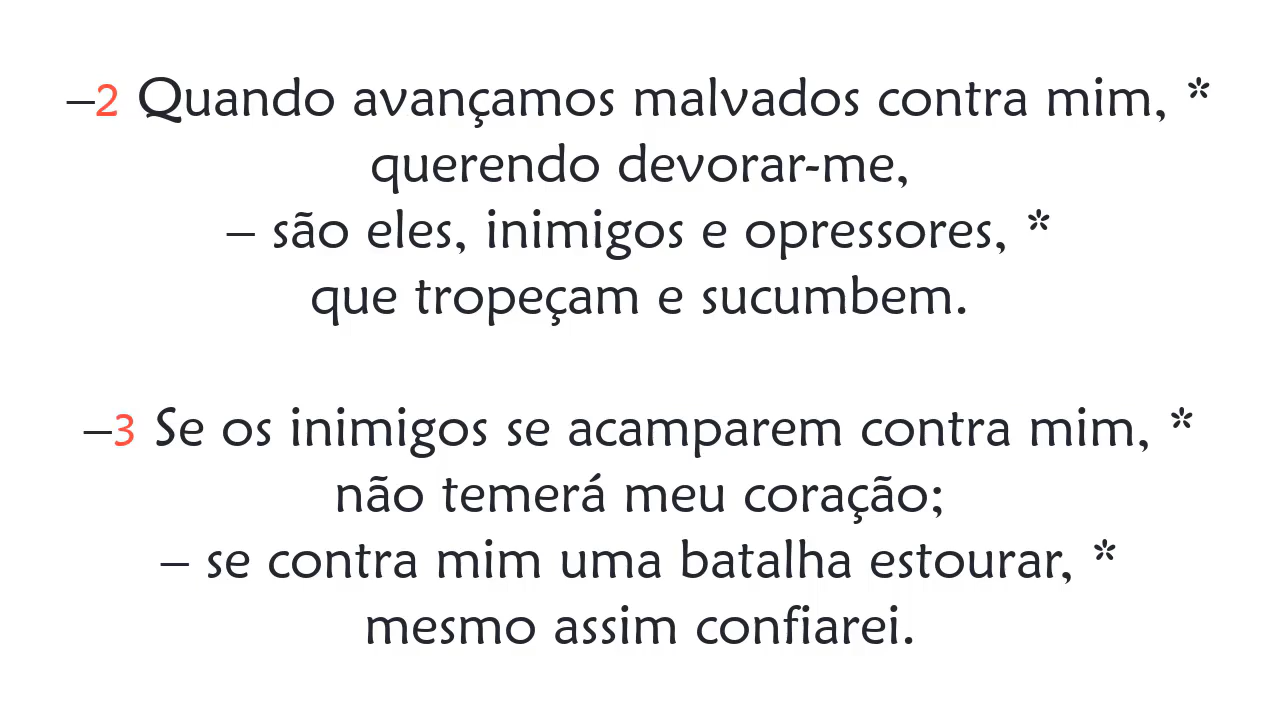 –2 Quando avançamos malvados contra mim, *
querendo devorar-me,
– são eles, inimigos e opressores, *
que tropeçam e sucumbem.
–3 Se os inimigos se acamparem contra mim, *
não temerá meu coração;
– se contra mim uma batalha estourar, *
mesmo assim confiarei.